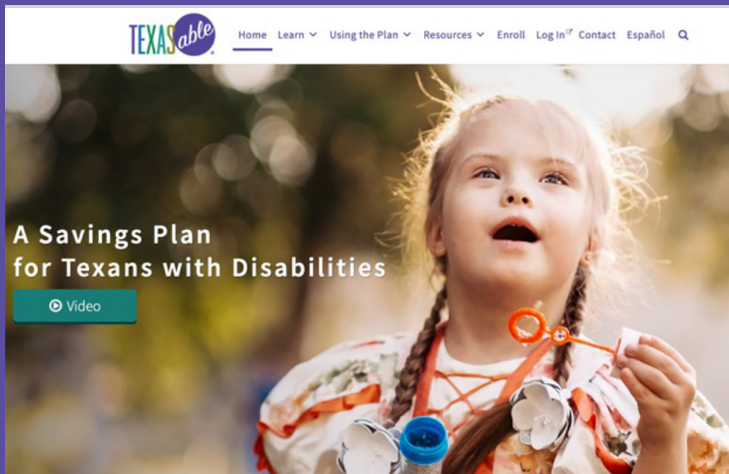 TEXASable
Home Learn Using the Plan Resources Enroll Log In Contact Español
A Savings Plan
for Texans with Disabilities
Video